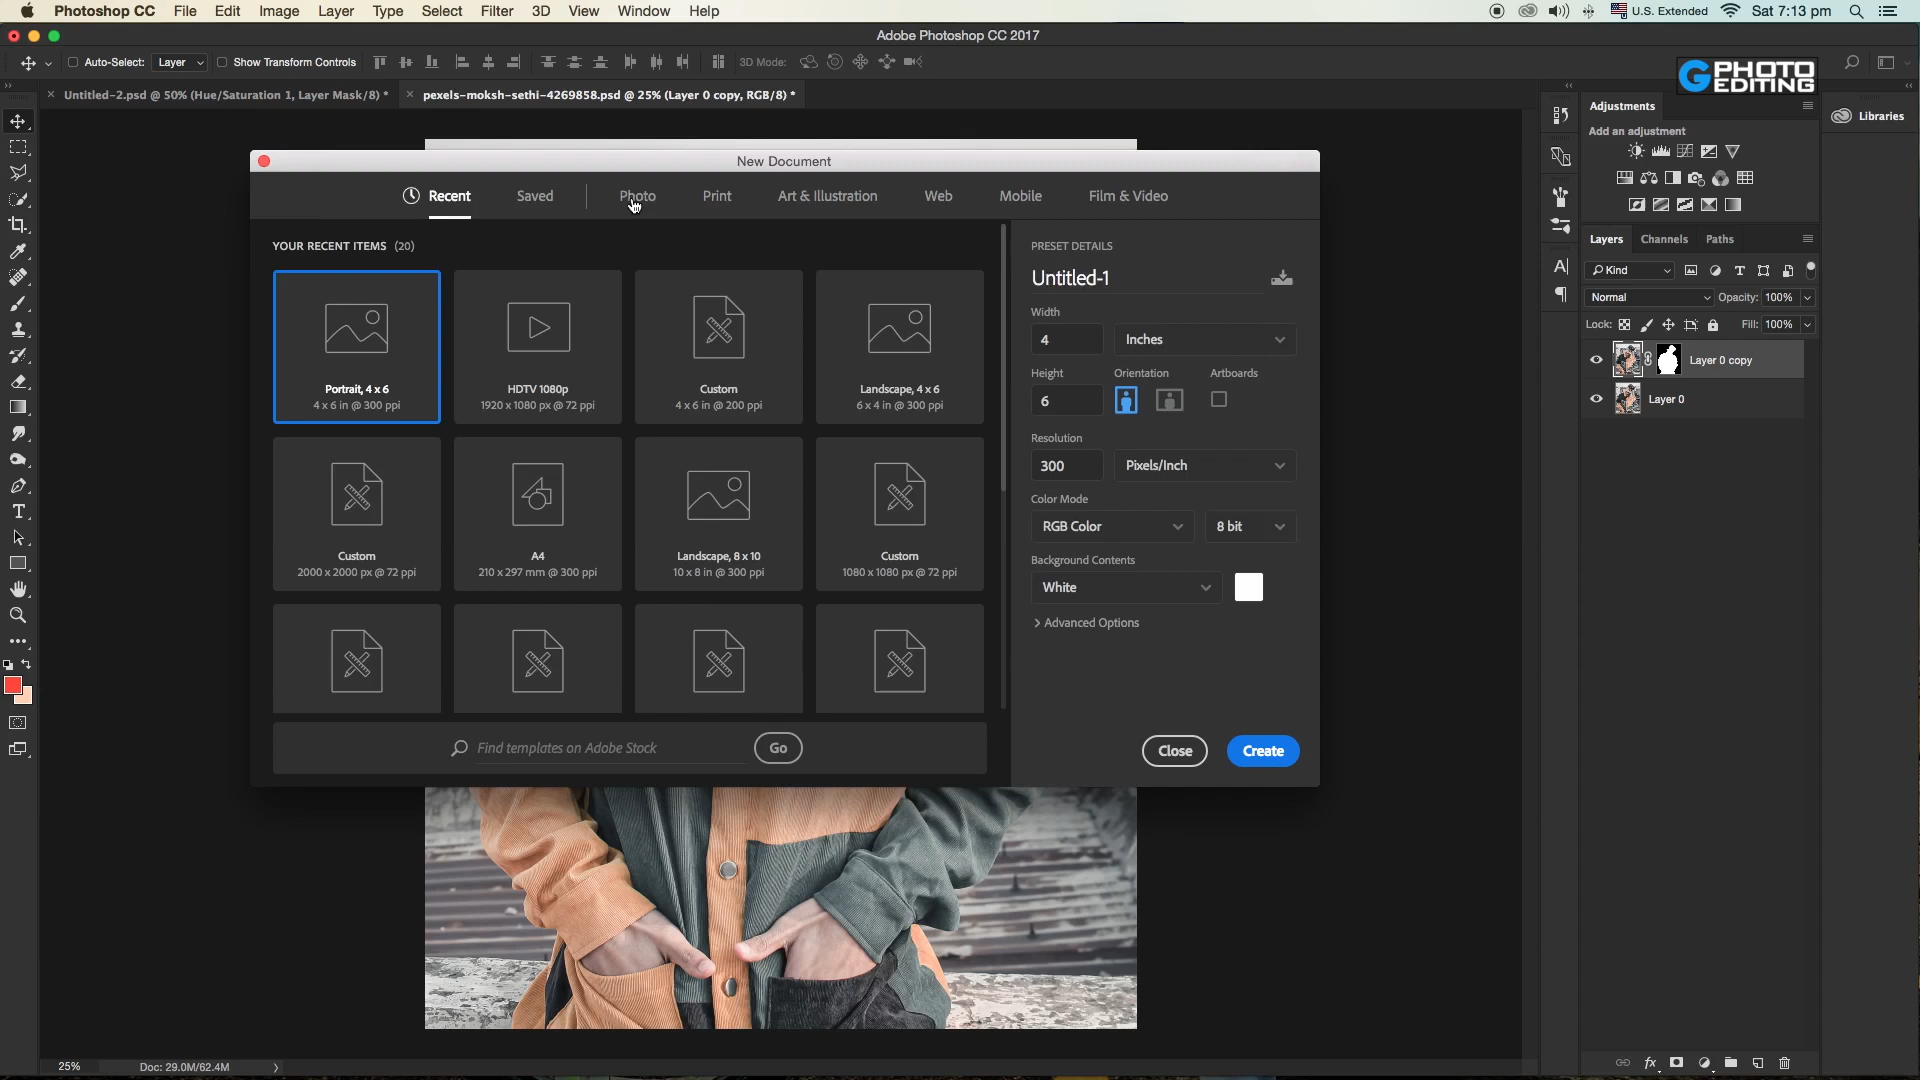 Photoshop CC File Edit Image Layer Type Select Filter 3D View Window Help U.S. Extended Sat 7:13 pm
Adobe Photoshop CC 2017
Auto-Select: Layer Show Transform Controls 3D Mode:
G PHOTO EDITING
Untitled-2.psd @ 50% (Hue/Saturation 1, Layer Mask/8) * pexels-moksh-sethi-4269858.psd @ 25% (Layer 0 copy, RGB/8) *
New Document
Recent Saved Photo Print Art & Illustration Web Mobile Film & Video
YOUR RECENT ITEMS (20)
Portrait, 4 x 6
4 x 6 in @ 300 ppi
HDTV 1080p
1920 x 1080 px @ 72 ppi
Custom
4 x 6 in @ 200 ppi
Landscape, 4 x 6
6 x 4 in @ 300 ppi
Custom
2000 x 2000 px @ 72 ppi
A4
210 x 297 mm @ 300 ppi
Landscape, 8 x 10
10 x 8 in @ 300 ppi
Custom
1080 x 1080 px @ 72 ppi
Find templates on Adobe Stock Go
PRESET DETAILS
Untitled-1
Width
4 Inches
Height Orientation Artboards
6
Resolution
300 Pixels/Inch
Color Mode
RGB Color 8 bit
Background Contents
White
Advanced Options
Close Create
Adjustments
Add an adjustment
Libraries
Layers Channels Paths
Kind
Normal Opacity: 100%
Lock: Fill: 100%
Layer 0 copy
Layer 0
25% Doc: 29.0M/62.4M